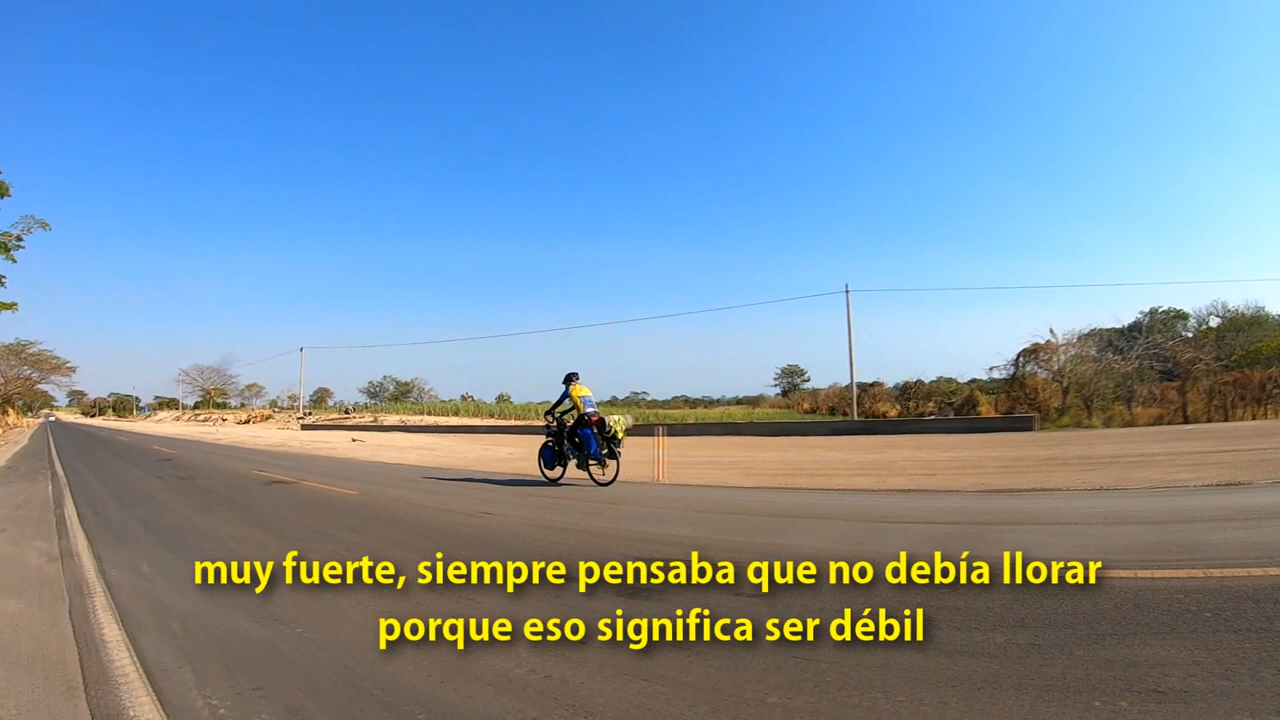 muy fuerte, siempre pensaba que no debía llorar
porque eso significa ser débil